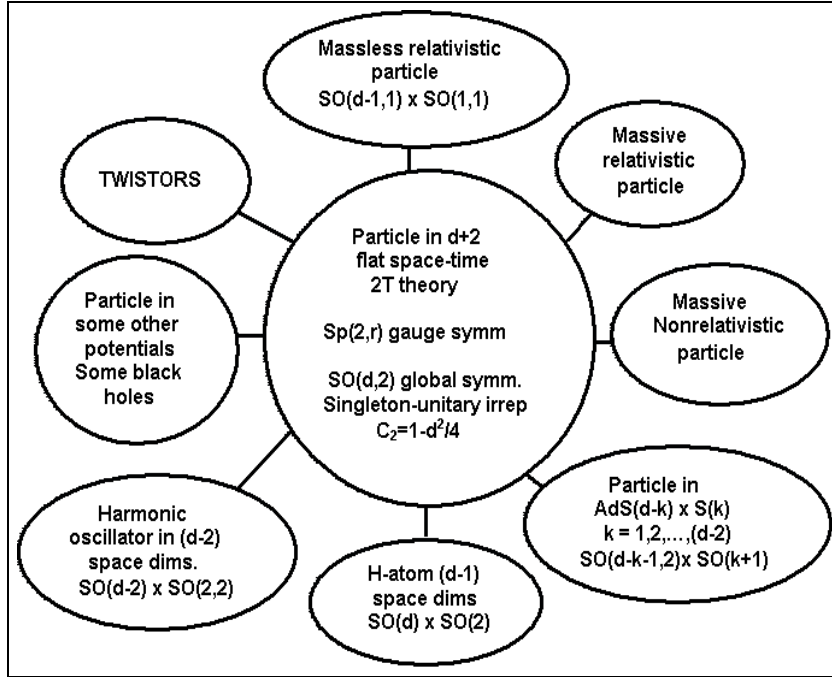 Massless relativistic
particle
SO(d-1,1) x SO(1,1)
Massive
relativistic
particle
TWISTORS
Particle in d+2
flat space-time
2T theory
Sp(2,r) gauge symm
SO(d,2) global symm.
Singleton-unitary irrep
C₂=1-d²/4
Particle in
some other
potentials
Some black
holes
Massive
Nonrelativistic
particle
Harmonic
oscillator in (d-2)
space dims.
SO(d-2) x SO(2,2)
H-atom (d-1)
space dims
SO(d) x SO(2)
Particle in
AdS(d-k) x S(k)
k = 1,2,...,(d-2)
SO(d-k-1,2)x SO(k+1)